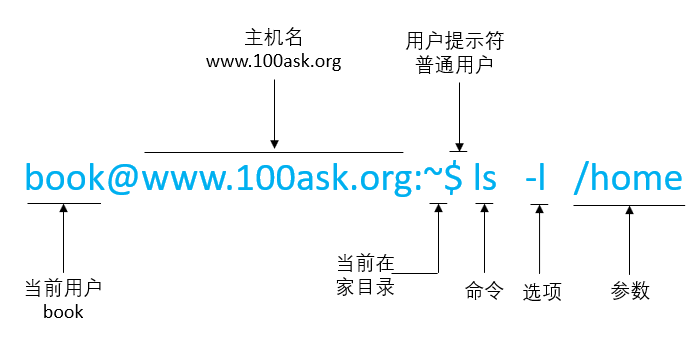 主机名
www.100ask.org
用户提示符
普通用户
book@www.100ask.org:~$ ls -l /home
当前用户
book
当前在
家目录
命令
选项
参数